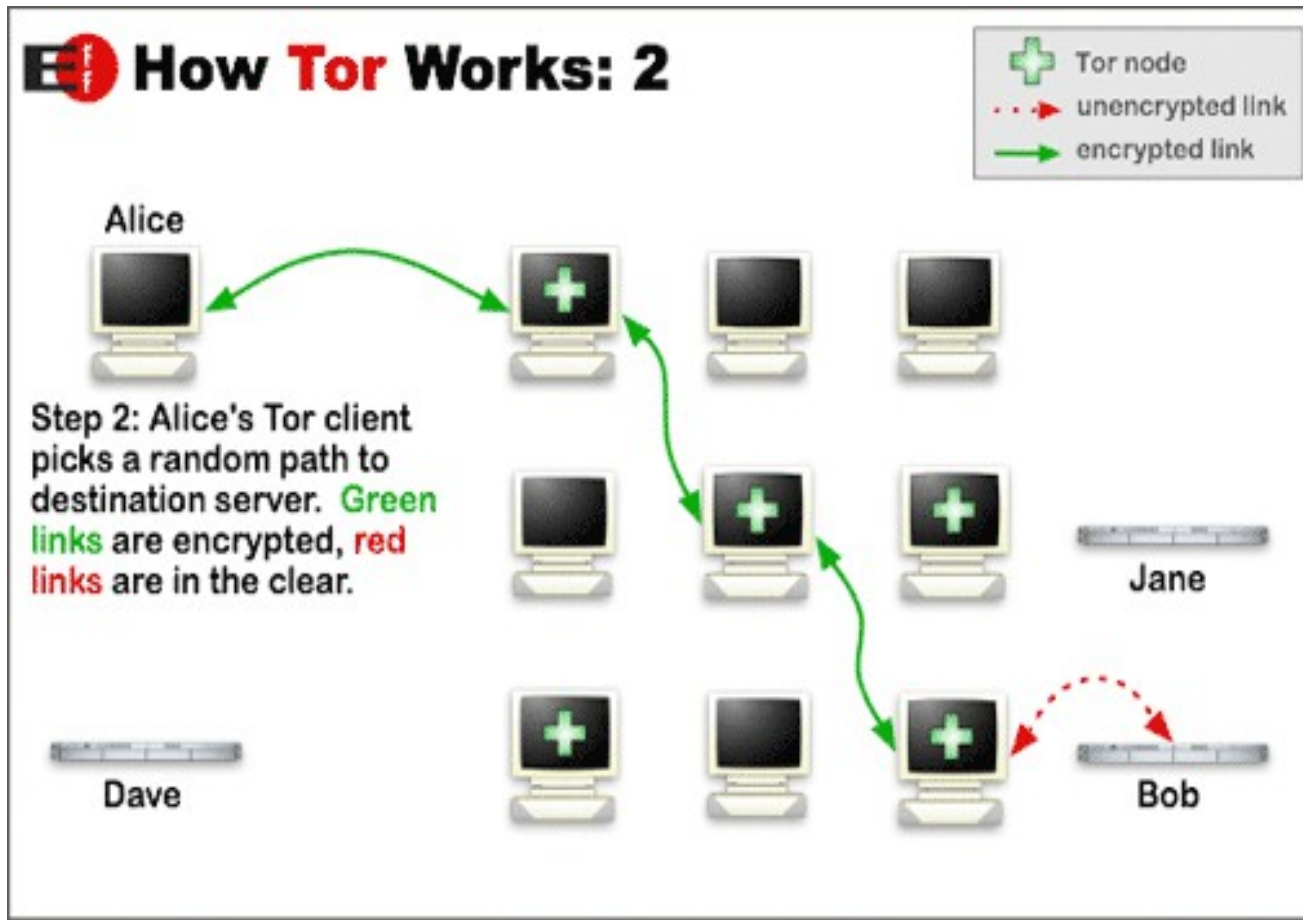 EFF How Tor Works: 2
Tor node
unencrypted link
encrypted link
Alice
Step 2: Alice's Tor client
picks a random path to
destination server. Green
links are encrypted, red
links are in the clear.
Jane
Dave
Bob